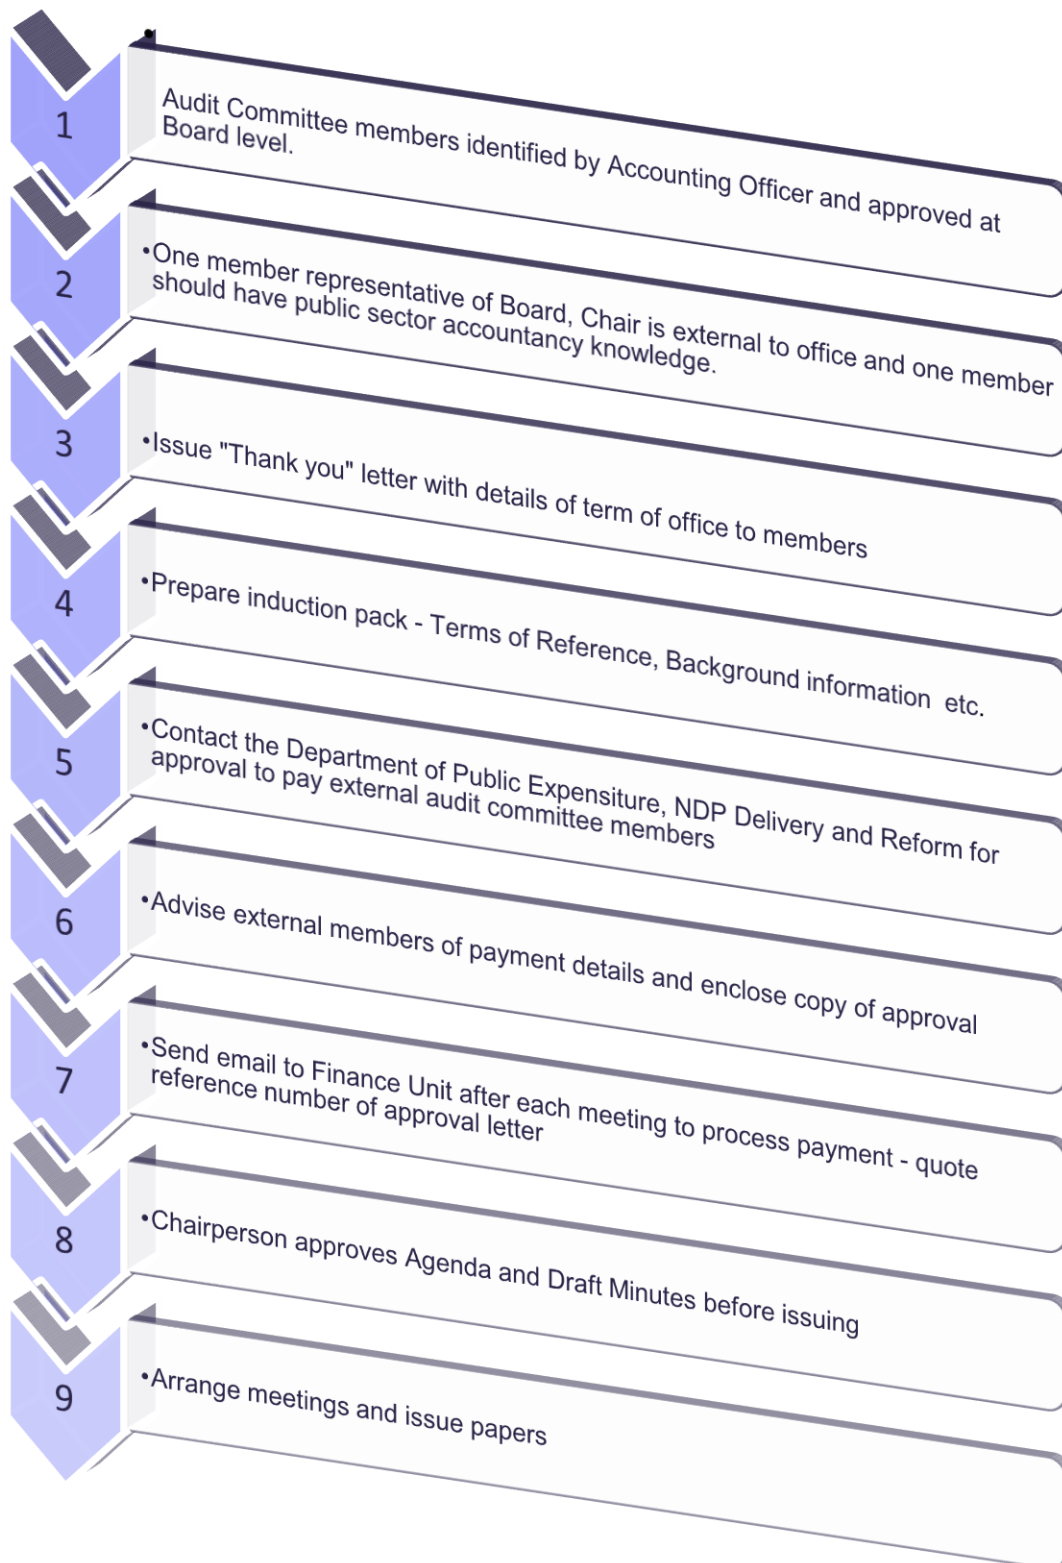 1
Audit Committee members identified by Accounting Officer and approved at
Board level.
2
•One member representative of Board, Chair is external to office and one member
should have public sector accountancy knowledge.
3
•Issue "Thank you" letter with details of term of office to members
4
•Prepare induction pack - Terms of Reference, Background information  etc.
5
•Contact the Department of Public Expensiture, NDP Delivery and Reform for
approval to pay external audit committee members
6
•Advise external members of payment details and enclose copy of approval
7
•Send email to Finance Unit after each meeting to process payment - quote
reference number of approval letter
8
•Chairperson approves Agenda and Draft Minutes before issuing
9
•Arrange meetings and issue papers